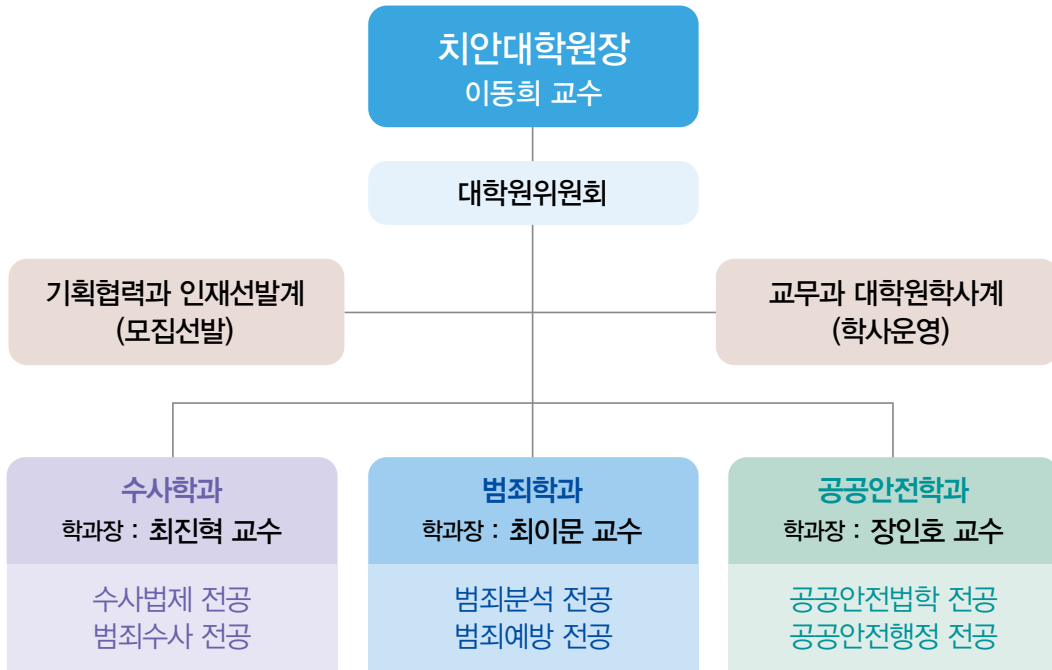 치안대학원장
이동희 교수
대학원위원회
기획협력과 인재선발계
(모집선발)
교무과 대학원학사계
(학사운영)
수사학과
학과장 : 최진혁 교수
수사법제 전공
범죄수사 전공
범죄학과
학과장 : 최이문 교수
범죄분석 전공
범죄예방 전공
공공안전학과
학과장 : 장인호 교수
공공안전법학 전공
공공안전행정 전공